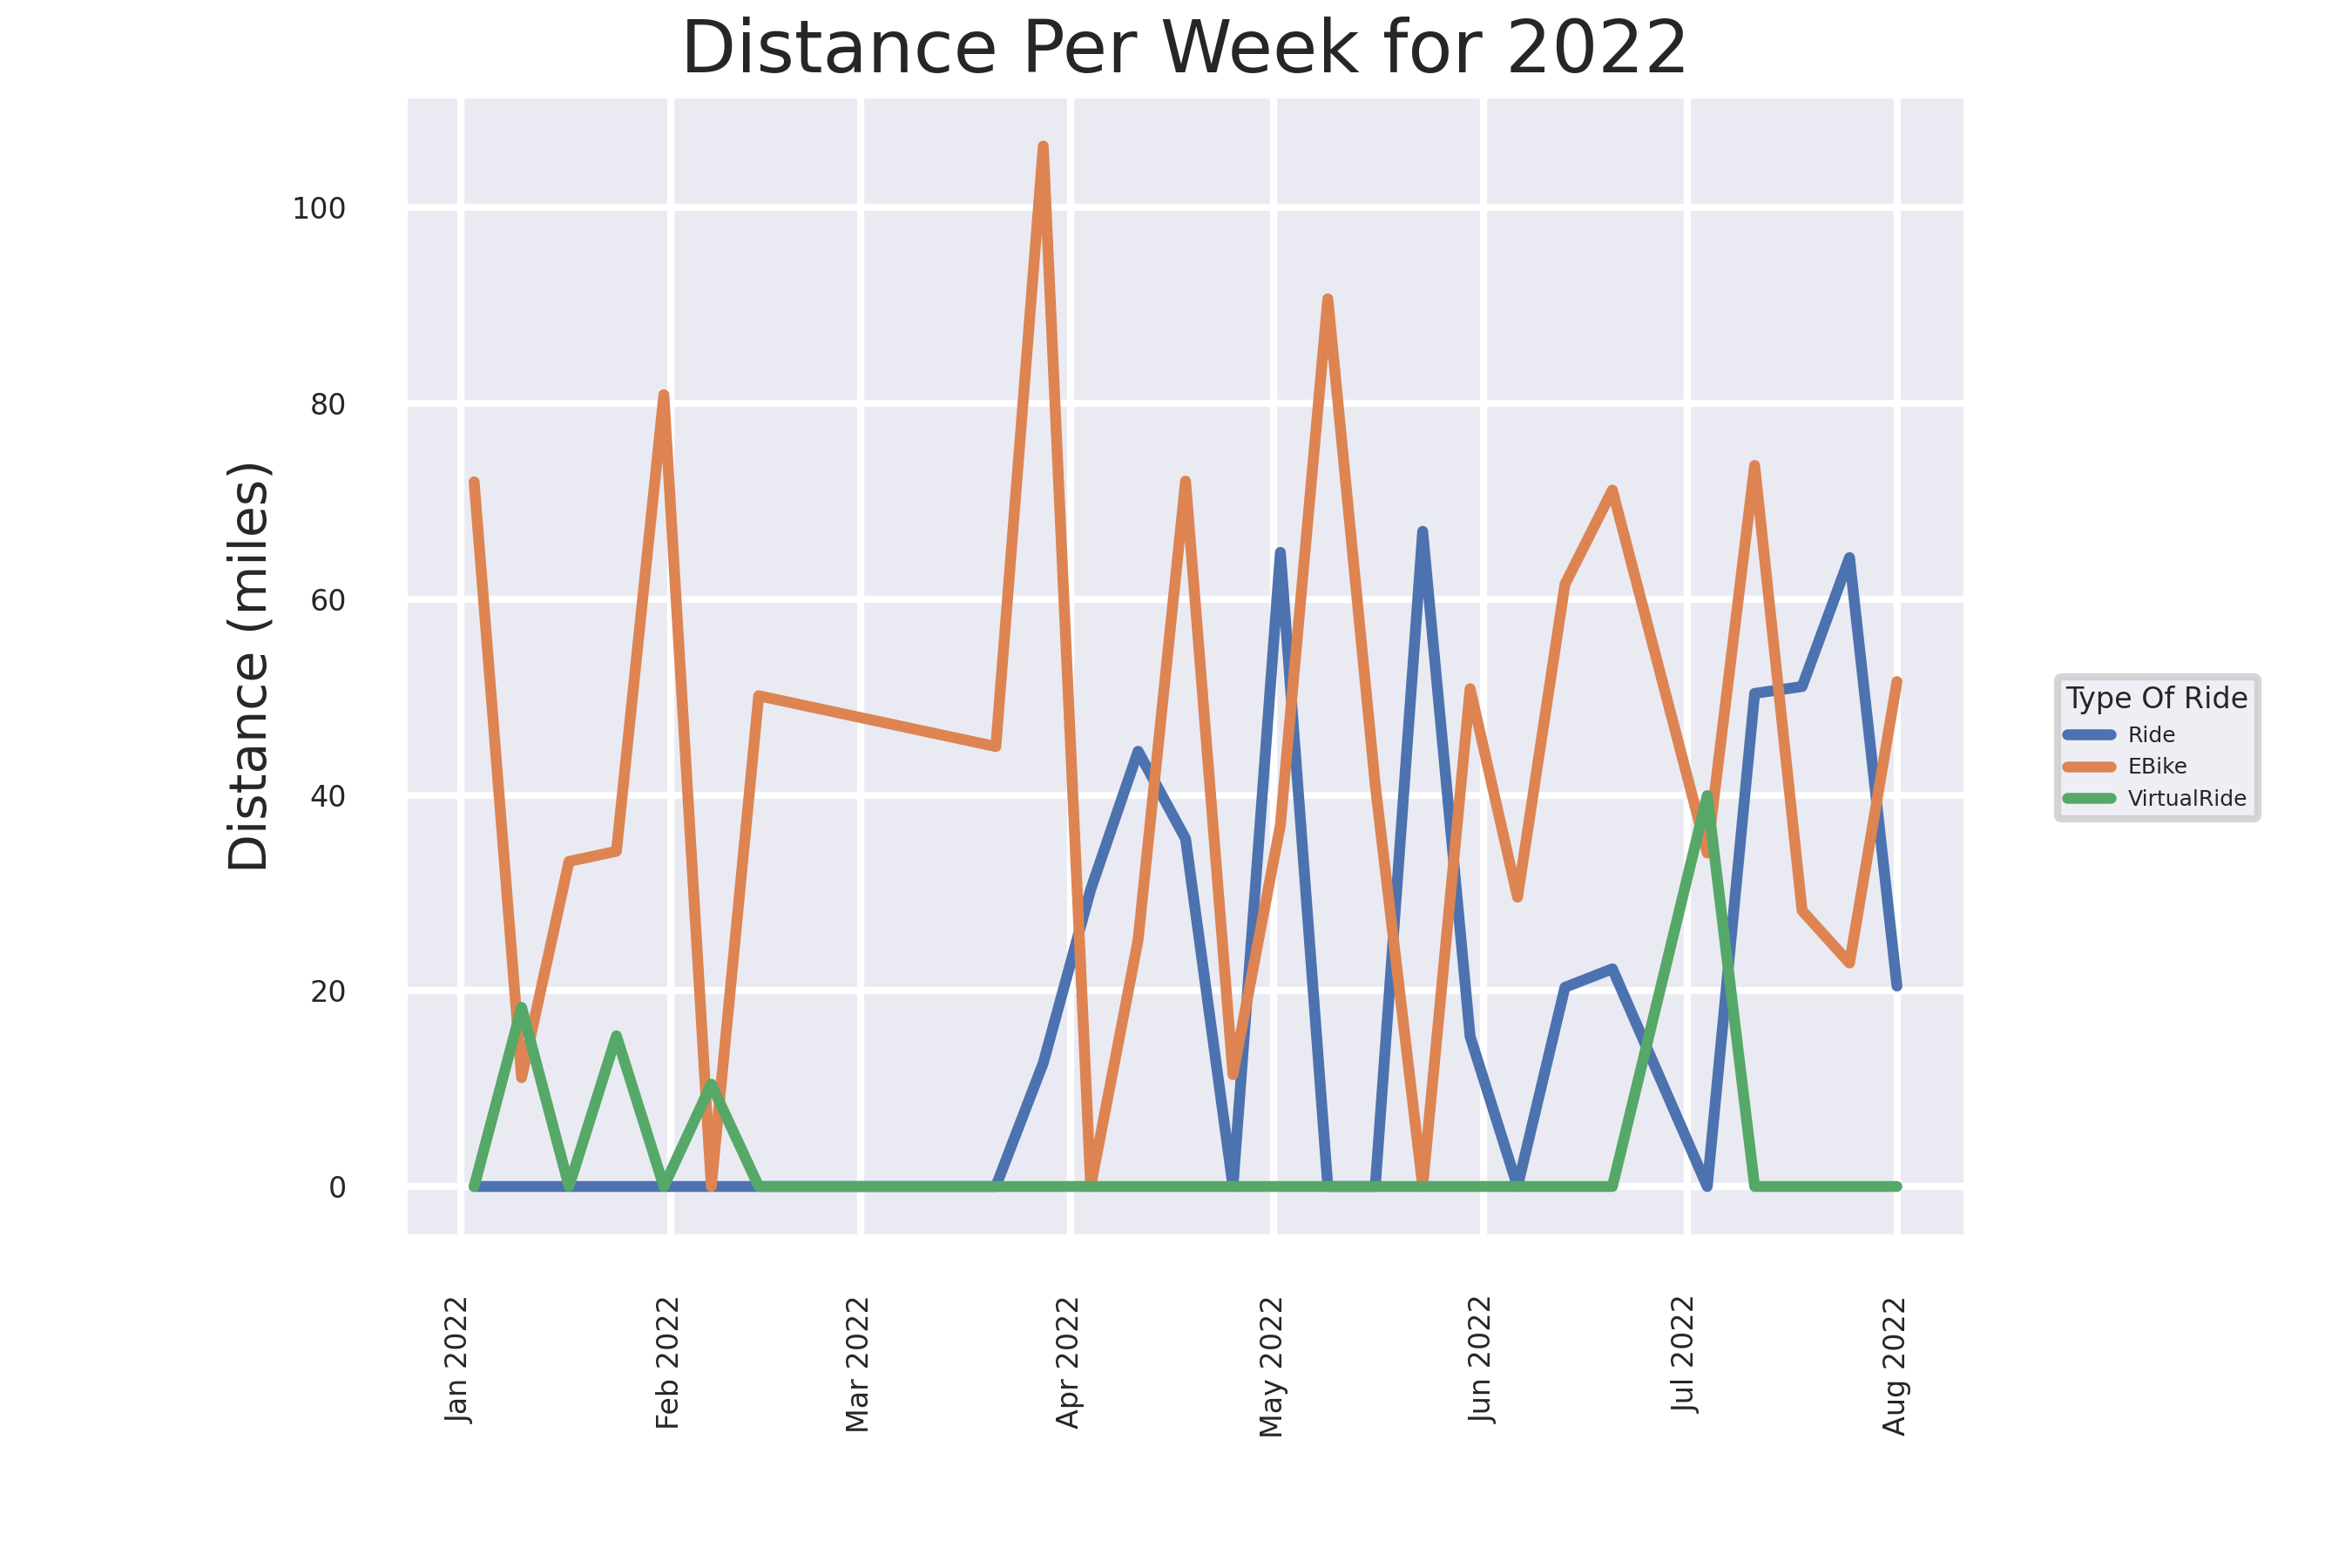 Distance Per Week for 2022
Distance (miles)
100
80
60
40
20
0
Jan 2022
Feb 2022
Mar 2022
Apr 2022
May 2022
Jun 2022
Jul 2022
Aug 2022
Type Of Ride
Ride
EBike
VirtualRide